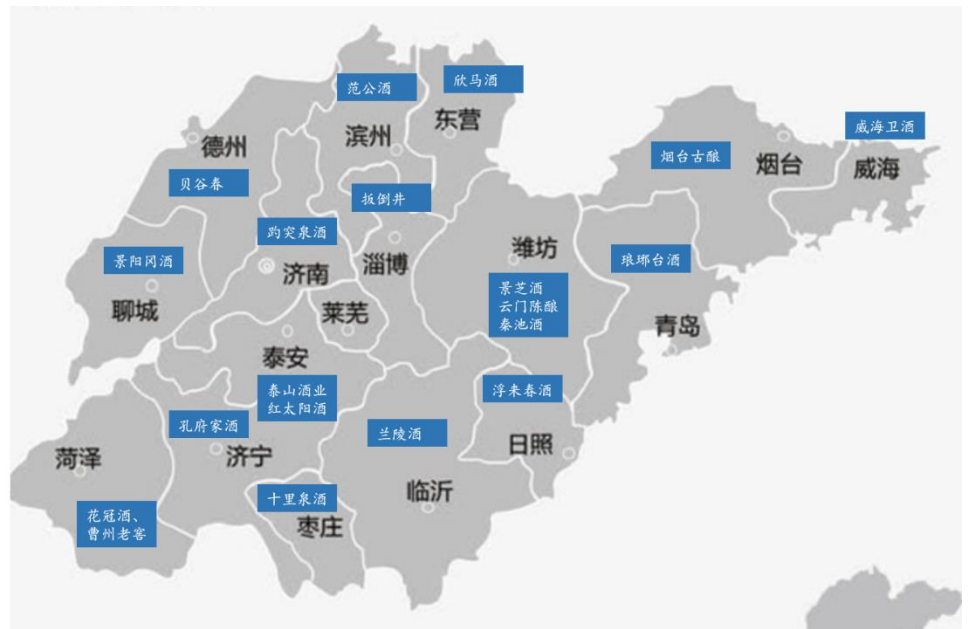 范公酒
欣马酒
东营
滨州
德州
威海卫酒
烟台古酿
烟台
威海
贝谷春
扳倒井
趵突泉酒
景阳冈酒
济南
淄博
潍坊
琅琊台酒
聊城
莱芜
景芝酒
云门陈酿
秦池酒
青岛
泰安
泰山酒业
红太阳酒
浮来春酒
孔府家酒
兰陵酒
菏泽
济宁
日照
十里泉酒
临沂
花冠酒、
曹州老窖
枣庄